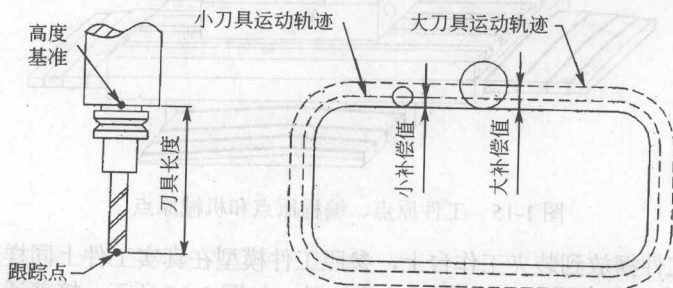 高度
基准
小刀具运动轨迹
大刀具运动轨迹
刀具长度
小补偿值
大补偿值
跟踪点